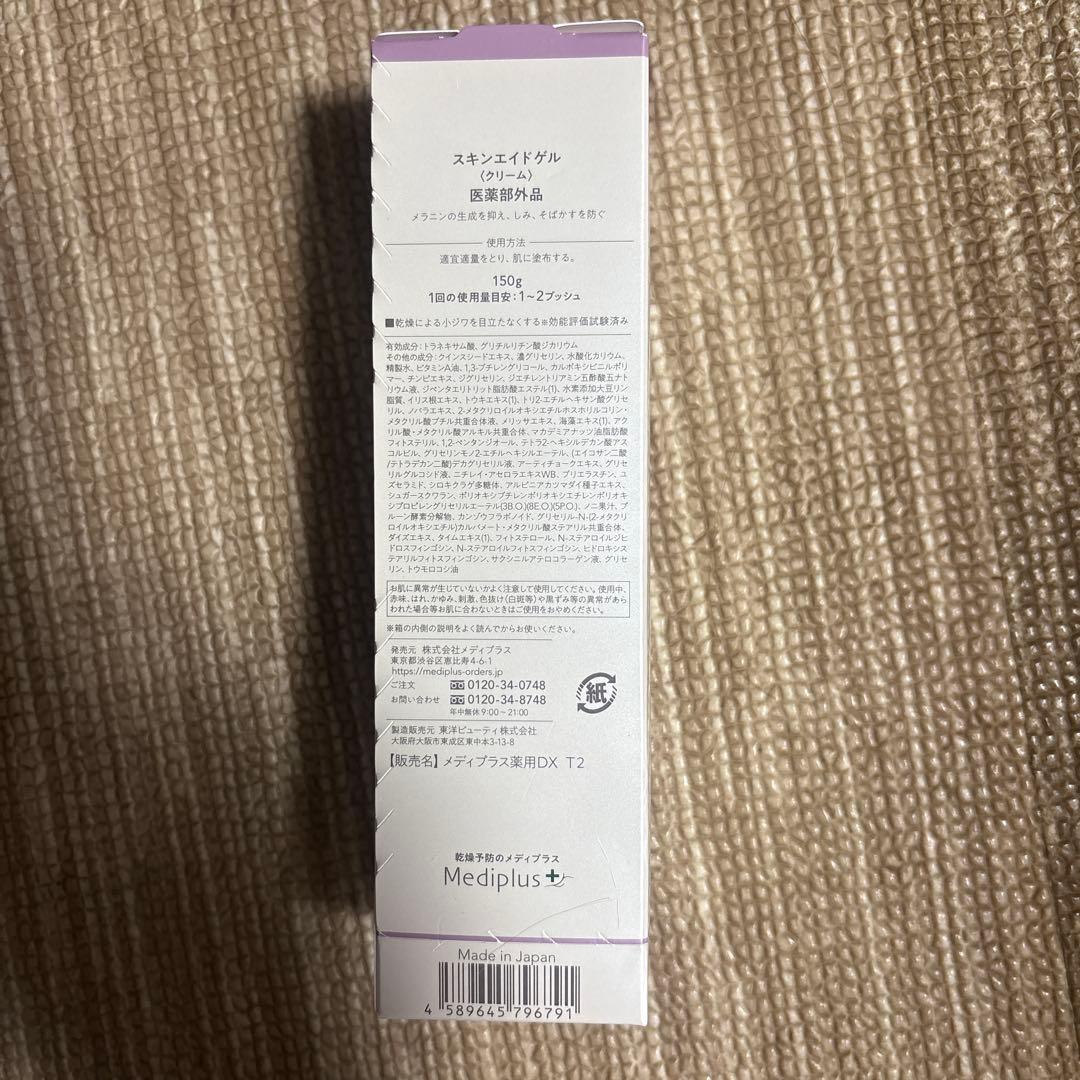 スキンエイドゲル
〈クリーム〉
医薬部外品
メラニンの生成を抑え、しみ、そばかすを防ぐ
使用方法
適宜適量をとり、肌に塗布する。
150g
1回の使用量目安:1~2プッシュ
■乾燥による小ジワを目立たなくする※効能評価試験済み
有効成分:トラネキサム酸、グリチルリチン酸ジカリウム
その他の成分:クインスシードエキス、濃グリセリン、水酸化カリウム、
精製水、ビタミンA油、1,3-ブチレングリコール、カルボキシビニルポリ
マー、チンピエキス、ジグリセリン、ジエチレントリアミン五酢酸五ナト
リウム液、ジペンタエリトリット脂肪酸エステル(1)、水素添加大豆リン
脂質、イリス根エキス、トウキエキス(1)、トリ2-エチルヘキサン酸グリセ
リル、ノバラエキス、2-メタクリロイルオキシエチルホスホリルコリン・
メタクリル酸ブチル共重合体液、メリッサエキス、海藻エキス(1)、アク
リル酸・メタクリル酸アルキル共重合体、マカデミアナッツ油脂肪酸
フィトステリル、1,2-ペンタンジオール、テトラ2-ヘキシルデカン酸アス
コルビル、グリセリンモノ2-エチルヘキシルエーテル、(エイコサン二酸
/テトラデカン二酸)デカグリセリル液、アーティチョークエキス、グリセ
リルグルコシド液、ニチレイ・アセロラエキスWB、プリエラスチン、ユ
ズセラミド、シロキクラゲ多糖体、アルピニアカツマダイ種子エキス、
シュガースクワラン、ポリオキシブチレンポリオキシエチレンポリオキ
シプロピレングリセリルエーテル(3B.O.)(8E.O.)(5P.O.)、ノニ果汁、プ
ルーン酵素分解物、カンゾウフラボノイド、グリセリル-N-(2-メタクリ
ロイルオキシエチル)カルバメート・メタクリル酸ステアリル共重合体、
ダイズエキス、タイムエキス(1)、フィトステロール、N-ステアロイルジヒ
ドロスフィンゴシン、N-ステアロイルフィトスフィンゴシン、ヒドロキシス
テアリルフィトスフィンゴシン、サクシニルアテロコラーゲン液、グリセ
リン、トウモロコシ油
お肌に異常が生じていないかよく注意して使用してください。使用中、
赤味、はれ、かゆみ、刺激、色抜け(白斑等)や黒ずみ等の異常があら
われた場合等お肌に合わないときはご使用をおやめください。
※箱の内側の説明をよく読んでからお使いください。
発売元 株式会社メディプラス
東京都渋谷区恵比寿4-6-1
https://mediplus-orders.jp
ご注文 0120-34-0748
お問い合わせ 0120-34-8748
年中無休 9:00~21:00
紙
製造販売元 東洋ビューティ株式会社
大阪府大阪市東成区東中本3-13-8
【販売名】メディプラス薬用DX T2
乾燥予防のメディプラス
Mediplus+
Made in Japan
4 589645 796791